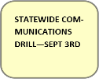 STATEWIDE COM-
MUNICATIONS
DRILL—SEPT 3RD